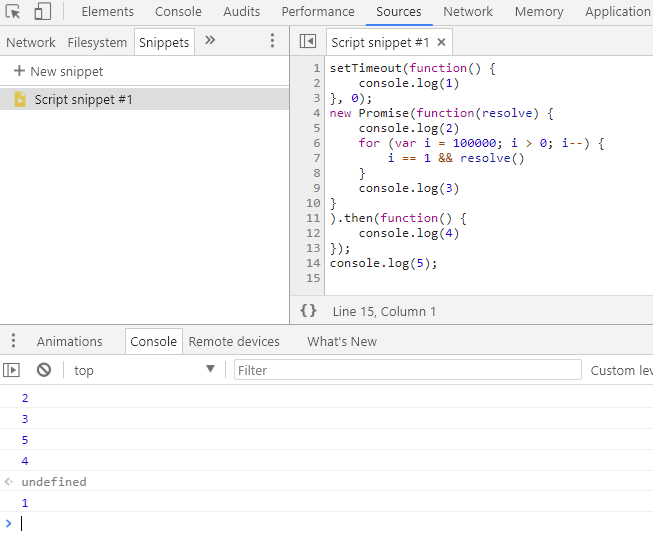 Elements Console Audits Performance Sources Network Memory Application
Network Filesystem Snippets »
Script snippet #1 ×
+ New snippet
Script snippet #1
1 setTimeout(function() {
2     console.log(1)
3 }, 0);
4 new Promise(function(resolve) {
5     console.log(2)
6     for (var i = 100000; i > 0; i--) {
7         i == 1 && resolve()
8     }
9     console.log(3)
10 }
11 ).then(function() {
12     console.log(4)
13 });
14 console.log(5);
15
{} Line 15, Column 1
Animations Console Remote devices What's New
top ▼ Filter Custom lev
2
3
5
4
undefined
1
>